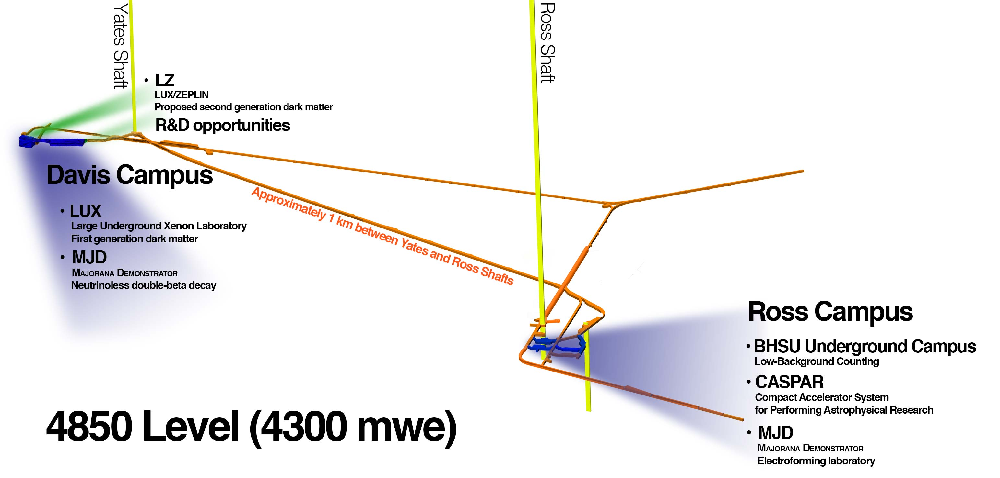 Yates Shaft
Ross Shaft
• LZ
LUX/ZEPLIN
Proposed second generation dark matter
R&D opportunities
Davis Campus
• LUX
Large Underground Xenon Laboratory
First generation dark matter
• MJD
MAJORANA DEMONSTRATOR
Neutrinoless double-beta decay
Approximately 1 km between Yates and Ross Shafts
Ross Campus
• BHSU Underground Campus
Low-Background Counting
• CASPAR
Compact Accelerator System
for Performing Astrophysical Research
• MJD
MAJORANA DEMONSTRATOR
Electroforming laboratory
4850 Level (4300 mwe)